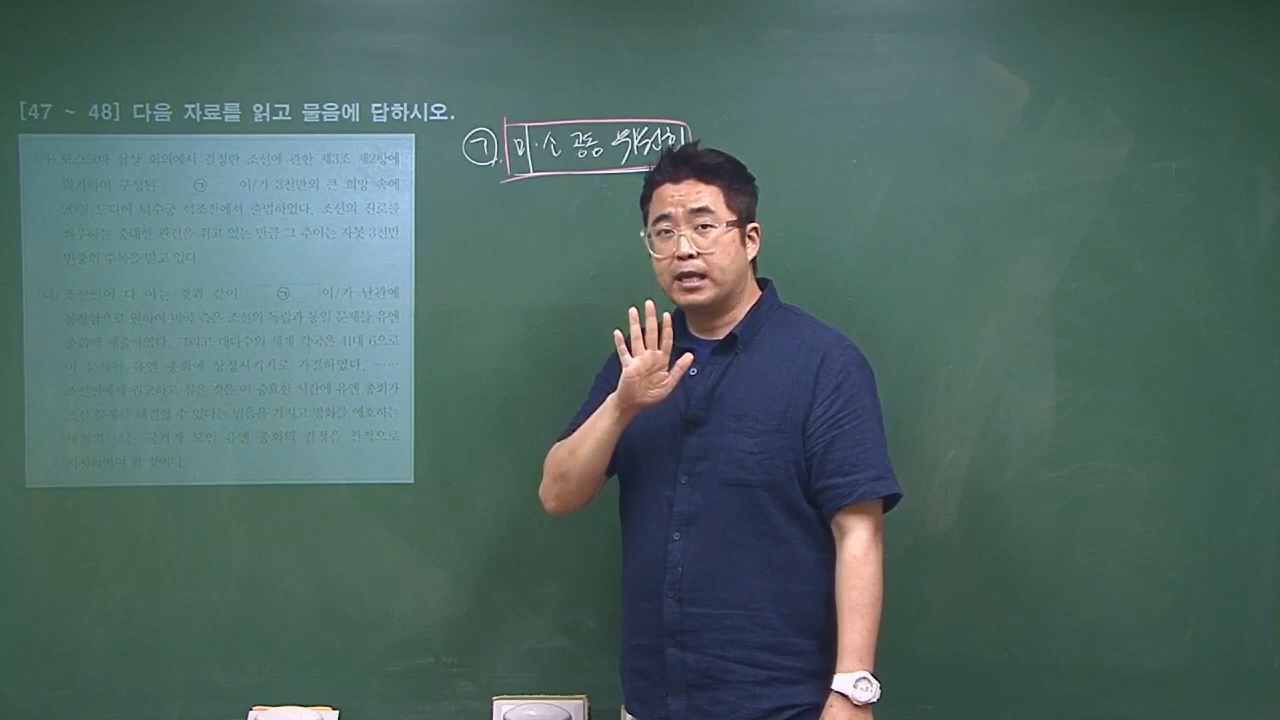 [47 ~ 48] 다음 자료를 읽고 물음에 답하시오.
㉠. 미·소 공동 위원회
(가) 모스크바 삼상 회의에서 결정한 조선에 관한 제3조 제2항에
의거하여 구성된 ㉠ 이/가 3천만의 큰 희망 속에
20일 드디어 덕수궁 석조전에서 출범하였다. 조선의 진로를
좌우하는 중대한 관건을 쥐고 있는 만큼 그 추이는 자못 3천만
민중의 주목을 받고 있다.
(나) 조선인이 다 아는 것과 같이 ㉠ 이/가 난관에
봉착함으로 인하여 미국 측은 조선의 독립과 통일 문제를 유엔
총회에 제출하였다. 그리고 대다수의 세계 각국은 41대 6으로
이 문제를 유엔 총회에 상정시키기로 가결하였다. ……
조선인에게 권고하고 싶은 것은 이 중요한 시간에 유엔 총회가
조선 문제를 해결할 수 있다는 믿음을 가지고 평화를 애호하는
세계의 모든 국가가 모인 유엔 총회의 결정을 전적으로
지지하여야 할 것이다.